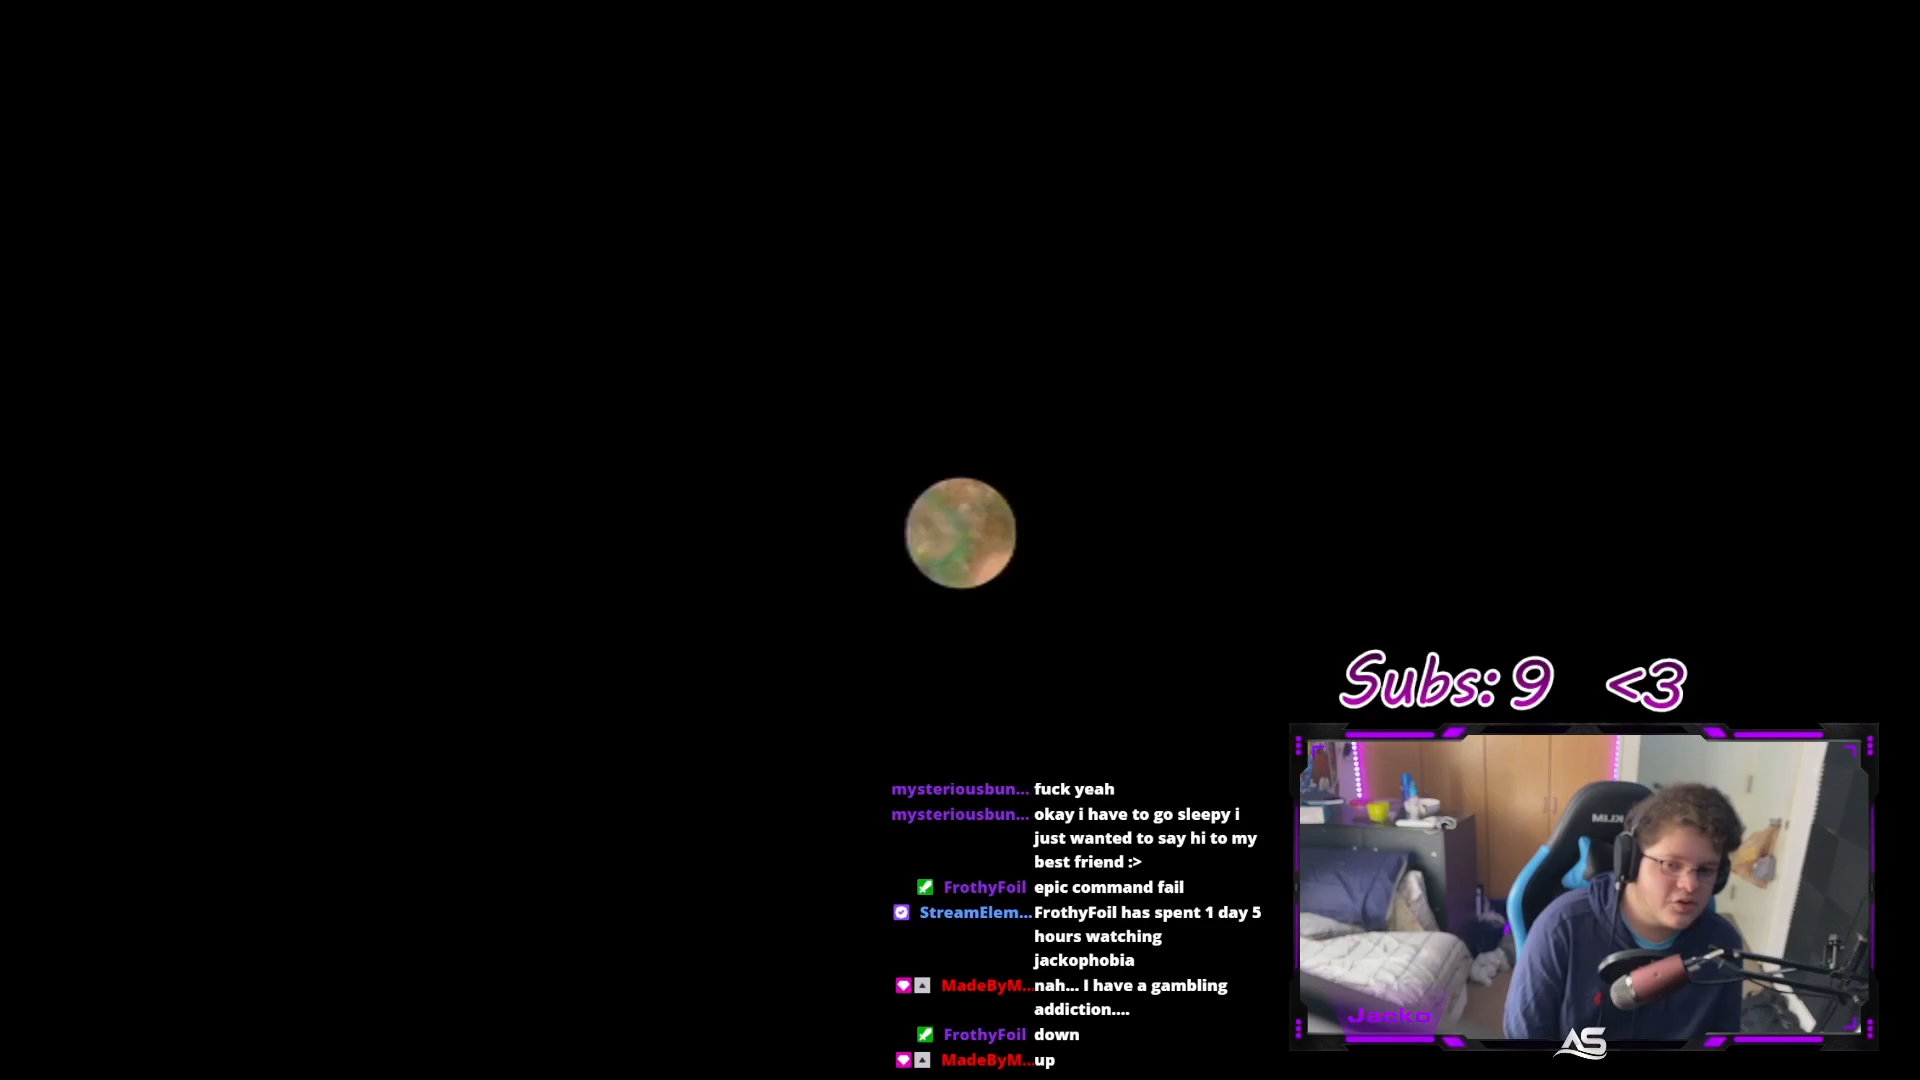 Subs: 9 <3
mysteriousbun... fuck yeah
mysteriousbun... okay i have to go sleepy i
just wanted to say hi to my
best friend :>
FrothyFoil epic command fail
StreamElem... FrothyFoil has spent 1 day 5
hours watching
jackophobia
MadeByM... nah... I have a gambling
addiction....
FrothyFoil down
MadeByM... up
KLIM
Jacko
AS